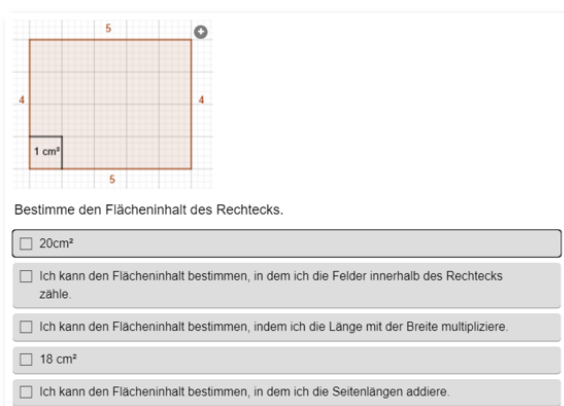 5
4
4
1 cm²
5
Bestimme den Flächeninhalt des Rechtecks.
20cm²
Ich kann den Flächeninhalt bestimmen, in dem ich die Felder innerhalb des Rechtecks
zähle.
Ich kann den Flächeninhalt bestimmen, indem ich die Länge mit der Breite multipliziere.
18 cm²
Ich kann den Flächeninhalt bestimmen, in dem ich die Seitenlängen addiere.